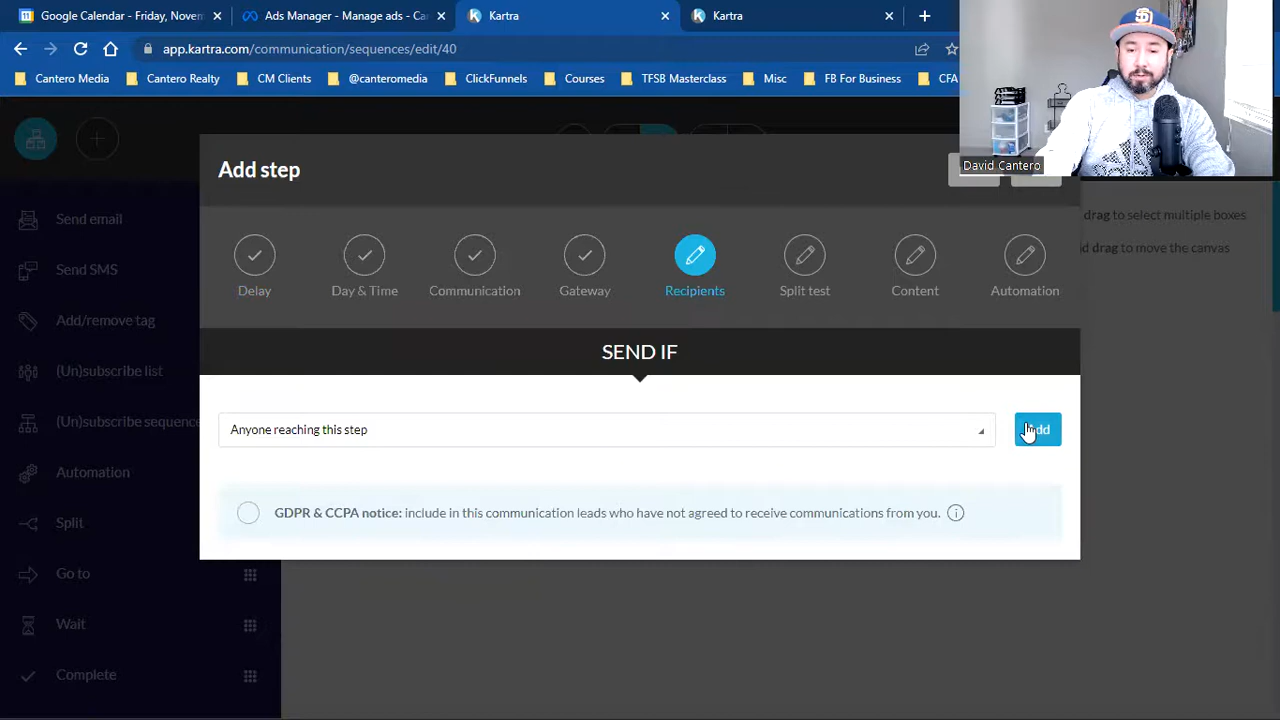 Google Calendar - Friday, Nover
Ads Manager - Manage ads - Ca
Kartra
Kartra
app.kartra.com/communication/sequences/edit/40
Cantero Media
Cantero Realty
CM Clients
@canteromedia
ClickFunnels
Courses
TFSB Masterclass
Misc
FB For Business
CFA
David Cantero
Add step
drag to select multiple boxes
d drag to move the canvas
Send email
Send SMS
Add/remove tag
(Un)subscribe list
(Un)subscribe sequence
Automation
Split
Go to
Wait
Complete
Delay
Day & Time
Communication
Gateway
Recipients
Split test
Content
Automation
SEND IF
Anyone reaching this step
GDPR & CCPA notice: include in this communication leads who have not agreed to receive communications from you.